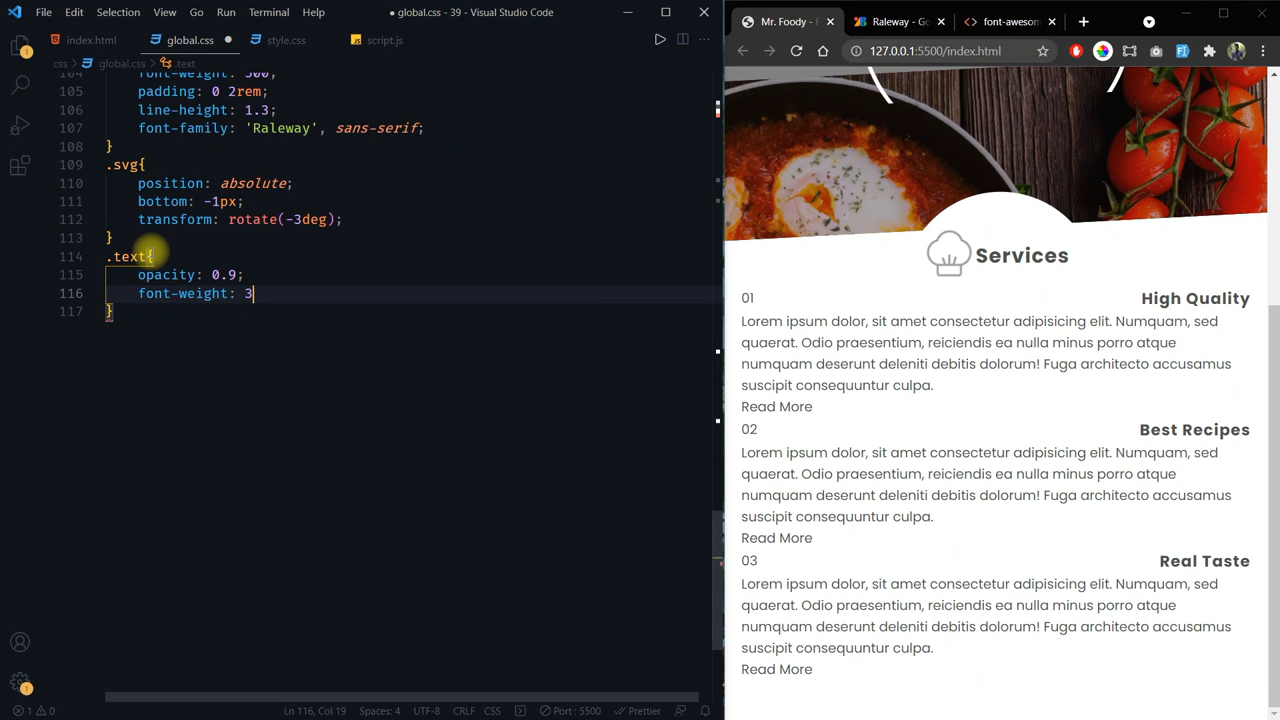 File Edit Selection View Go Run Terminal Help
● global.css - 39 - Visual Studio Code
index.html global.css style.css script.js
css > global.css > .text
104 font-weight: 500;
105 padding: 0 2rem;
106 line-height: 1.3;
107 font-family: 'Raleway', sans-serif;
108 }
109 .svg{
110 position: absolute;
111 bottom: -1px;
112 transform: rotate(-3deg);
113 }
114 .text{
115 opacity: 0.9;
116 font-weight: 3
117 }
1 0 Ln 116, Col 19 Spaces: 4 UTF-8 CRLF CSS Port : 5500 Prettier
Mr. Foody - F Raleway - Go font-awesom
127.0.0.1:5500/index.html
Services
01 High Quality
Lorem ipsum dolor, sit amet consectetur adipisicing elit. Numquam, sed
quaerat. Odio praesentium, reiciendis ea nulla minus porro atque
numquam deserunt deleniti debitis dolorum! Fuga architecto accusamus
suscipit consequuntur culpa.
Read More
02 Best Recipes
Lorem ipsum dolor, sit amet consectetur adipisicing elit. Numquam, sed
quaerat. Odio praesentium, reiciendis ea nulla minus porro atque
numquam deserunt deleniti debitis dolorum! Fuga architecto accusamus
suscipit consequuntur culpa.
Read More
03 Real Taste
Lorem ipsum dolor, sit amet consectetur adipisicing elit. Numquam, sed
quaerat. Odio praesentium, reiciendis ea nulla minus porro atque
numquam deserunt deleniti debitis dolorum! Fuga architecto accusamus
suscipit consequuntur culpa.
Read More